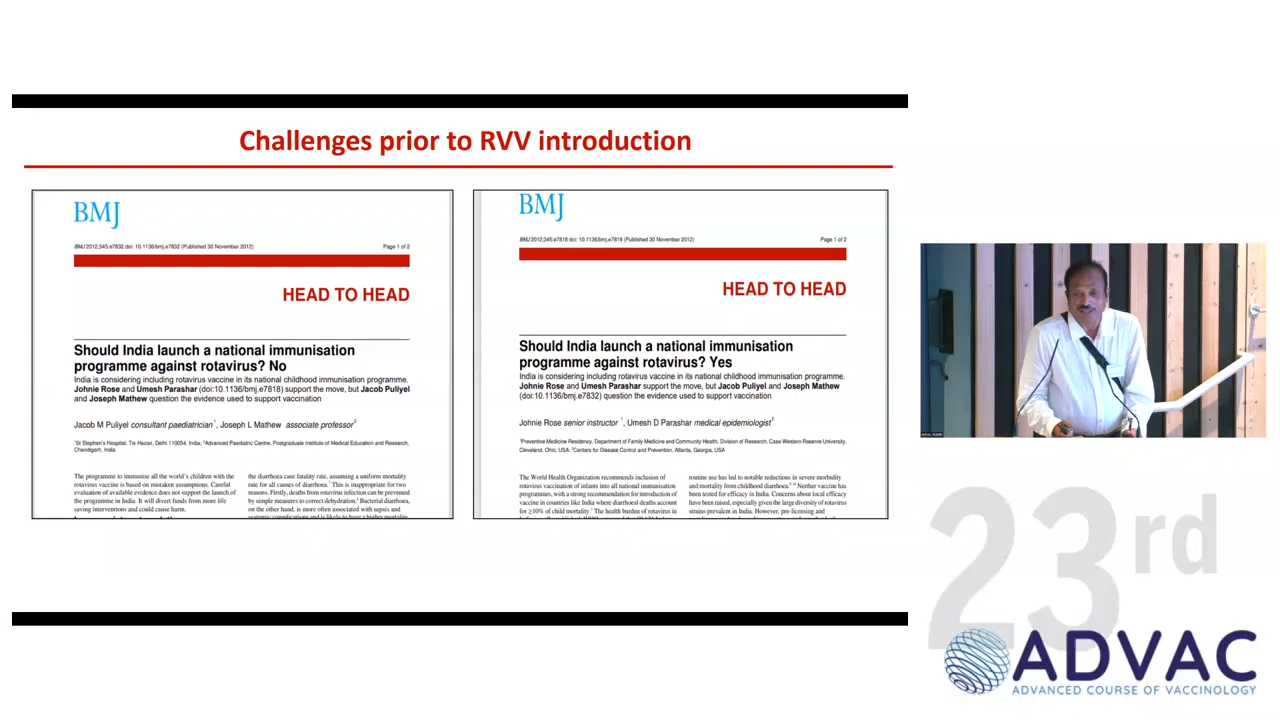 Challenges prior to RVV introduction
BMJ
BMJ 2012;345:e7832 doi: 10.1136/bmj.e7832 (Published 30 November 2012)
Page 1 of 2
HEAD TO HEAD
Should India launch a national immunisation
programme against rotavirus? No
India is considering including rotavirus vaccine in its national childhood immunisation programme.
Johnie Rose and Umesh Parashar (doi:10.1136/bmj.e7818) support the move, but Jacob Puliyel
and Joseph Mathew question the evidence used to support vaccination
Jacob M Puliyel consultant paediatrician 1, Joseph L Mathew associate professor 2
1St Stephen's Hospital, Tis Hazari, Delhi 110054, India; 2Advanced Paediatric Centre, Postgraduate Institute of Medical Education and Research,
Chandigarh, India
The programme to immunise all the world's children with the
rotavirus vaccine is based on mistaken assumptions. Careful
evaluation of available evidence does not support the launch of
the programme in India. It will divert funds from more life
saving interventions and could cause harm.
the diarrhoea case fatality rate, assuming a uniform mortality
rate for all causes of diarrhoea. This is inappropriate for two
reasons. Firstly, deaths from rotavirus infection can be prevented
by simple measures to correct dehydration. Bacterial diarrhoea,
on the other hand, is more often associated with sepsis and
systemic complications and is likely to have a higher mortality
BMJ
BMJ 2012;345:e7818 doi: 10.1136/bmj.e7818 (Published 30 November 2012)
Page 1 of 2
HEAD TO HEAD
Should India launch a national immunisation
programme against rotavirus? Yes
India is considering including rotavirus vaccine in its national childhood immunisation programme.
Johnie Rose and Umesh Parashar support the move, but Jacob Puliyel and Joseph Mathew
(doi:10.1136/bmj.e7832) question the evidence used to support vaccination
Johnie Rose senior instructor 1, Umesh D Parashar medical epidemiologist 2
1Preventive Medicine Residency, Department of Family Medicine and Community Health, Division of Research, Case Western Reserve University,
Cleveland, Ohio, USA; 2Centers for Disease Control and Prevention, Atlanta, Georgia, USA
The World Health Organization recommends inclusion of
rotavirus vaccination of infants into all national immunisation
programmes, with a strong recommendation for introduction of
vaccine in countries like India where diarrhoeal deaths account
for ≥10% of child mortality.1 The health burden of rotavirus in
routine use has led to notable reductions in severe morbidity
and mortality from childhood diarrhoea. Neither vaccine has
been tested for efficacy in India. Concerns about local efficacy
have been raised, especially given the large diversity of rotavirus
strains prevalent in India. However, pre-licensing and
23rd
ADVAC
ADVANCED COURSE OF VACCINOLOGY